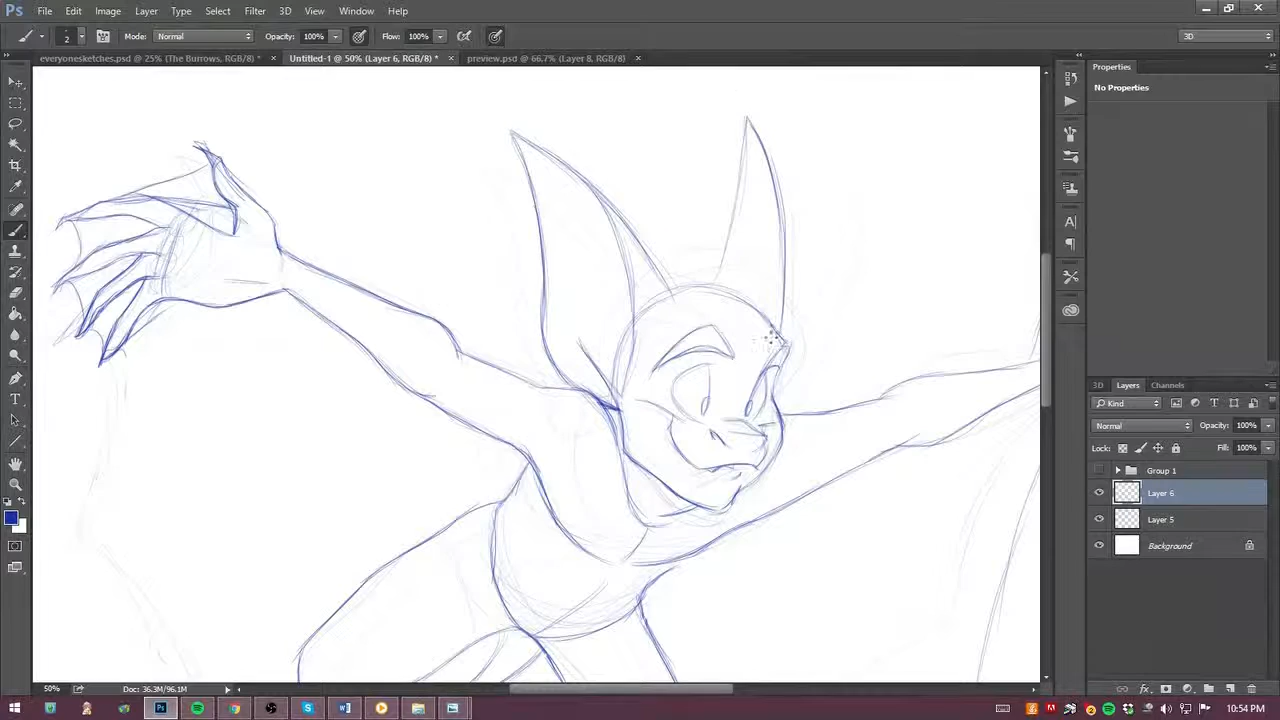 Ps File Edit Image Layer Type Select Filter 3D View Window Help
2 Mode: Normal Opacity: 100% Flow: 100% 3D
everyonesketches.psd @ 25% (The Burrows, RGB/8) * × Untitled-1 @ 50% (Layer 6, RGB/8) * × preview.psd @ 66.7% (Layer 8, RGB/8) ×
Properties
No Properties
3D Layers Channels
Kind
Normal Opacity: 100%
Lock: Fill: 100%
Group 1
Layer 6
Layer 5
Background
50% Doc: 36.3M/96.1M
10:54 PM